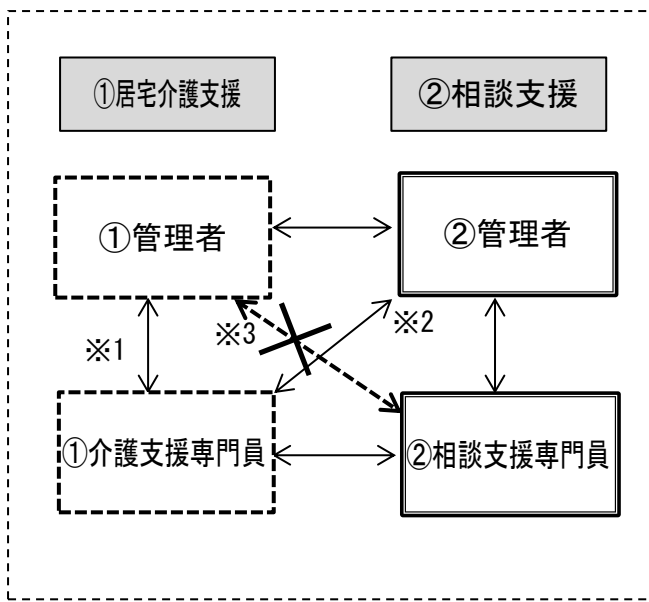 ①居宅介護支援
②相談支援
①管理者
②管理者
※1
※3
※2
①介護支援専門員
②相談支援専門員